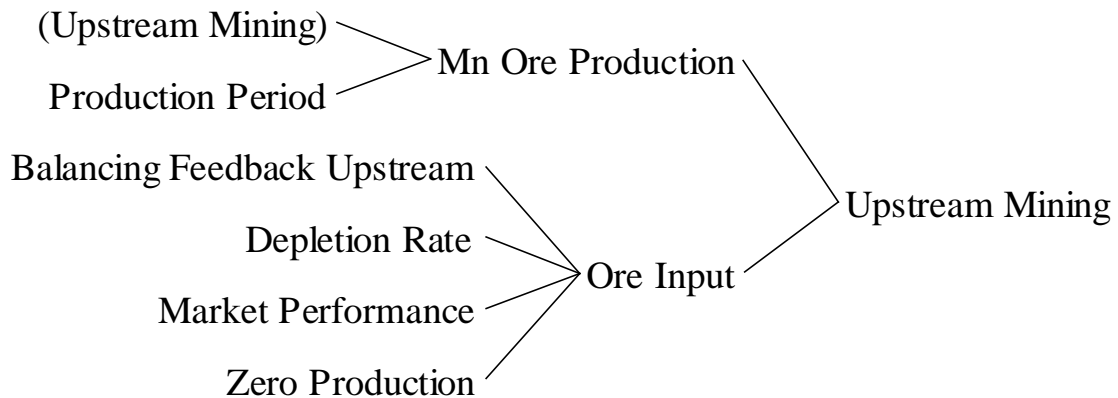 (Upstream Mining)
Mn Ore Production
Production Period
Balancing Feedback Upstream
Upstream Mining
Depletion Rate
Ore Input
Market Performance
Zero Production